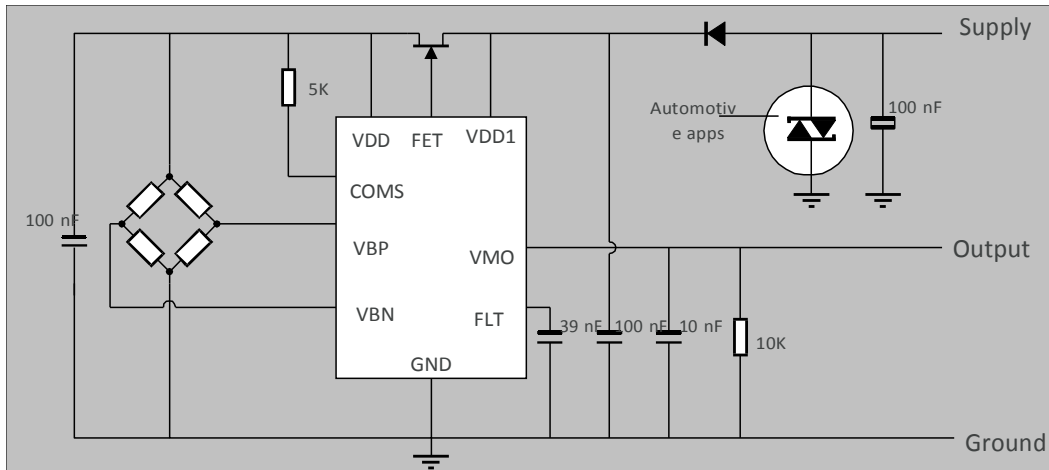 Supply
5K
Automotiv
e apps
100 nF
VDD FET VDD1
COMS
100 nF
VBP
VMO
Output
VBN
FLT
39 nF 100 nF 10 nF
10K
GND
Ground